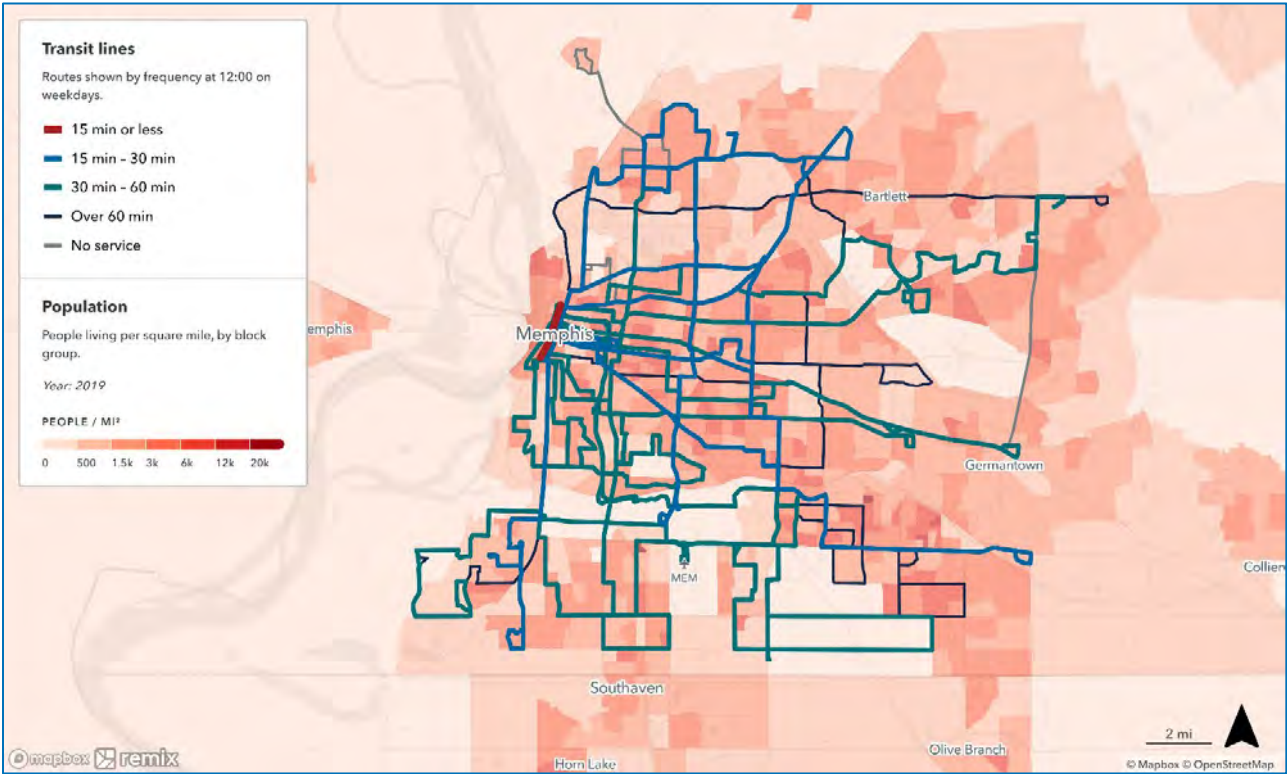 Transit lines
Routes shown by frequency at 12:00 on
weekdays.
15 min or less
15 min - 30 min
30 min - 60 min
Over 60 min
No service
Population
People living per square mile, by block
group.
Year: 2019
PEOPLE / MI²
0 500 1.5k 3k 6k 12k 20k
Bartlett
emphis
Memphis
Germantown
MEM
Collier
Southaven
Olive Branch
Horn Lake
2 mi
mapbox remix
© Mapbox © OpenStreetMap